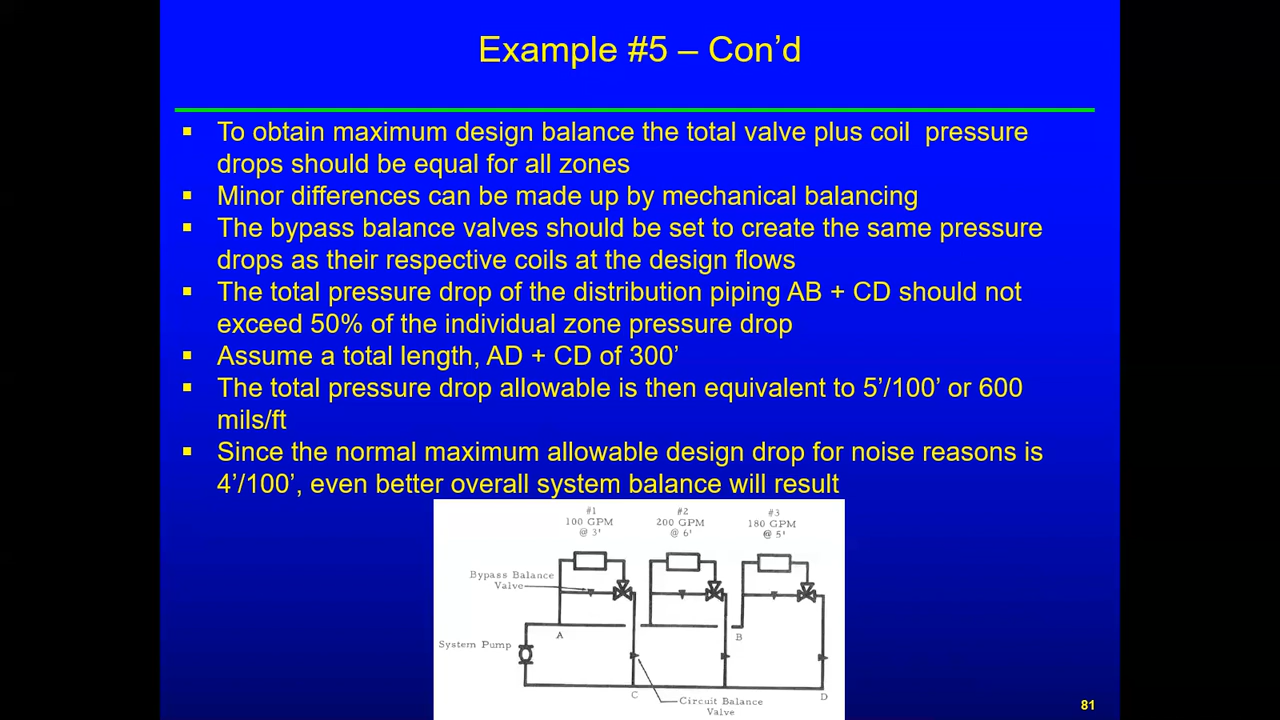 Example #5 – Con’d
▪ To obtain maximum design balance the total valve plus coil  pressure
drops should be equal for all zones
▪ Minor differences can be made up by mechanical balancing
▪ The bypass balance valves should be set to create the same pressure
drops as their respective coils at the design flows
▪ The total pressure drop of the distribution piping AB + CD should not
exceed 50% of the individual zone pressure drop
▪ Assume a total length, AD + CD of 300’
▪ The total pressure drop allowable is then equivalent to 5’/100’ or 600
mils/ft
▪ Since the normal maximum allowable design drop for noise reasons is
4’/100’, even better overall system balance will result
#1
100 GPM
@ 3'
#2
200 GPM
@ 6'
#3
180 GPM
@ 5'
Bypass Balance
Valve
A
B
System Pump
C
D
Circuit Balance
Valve
81